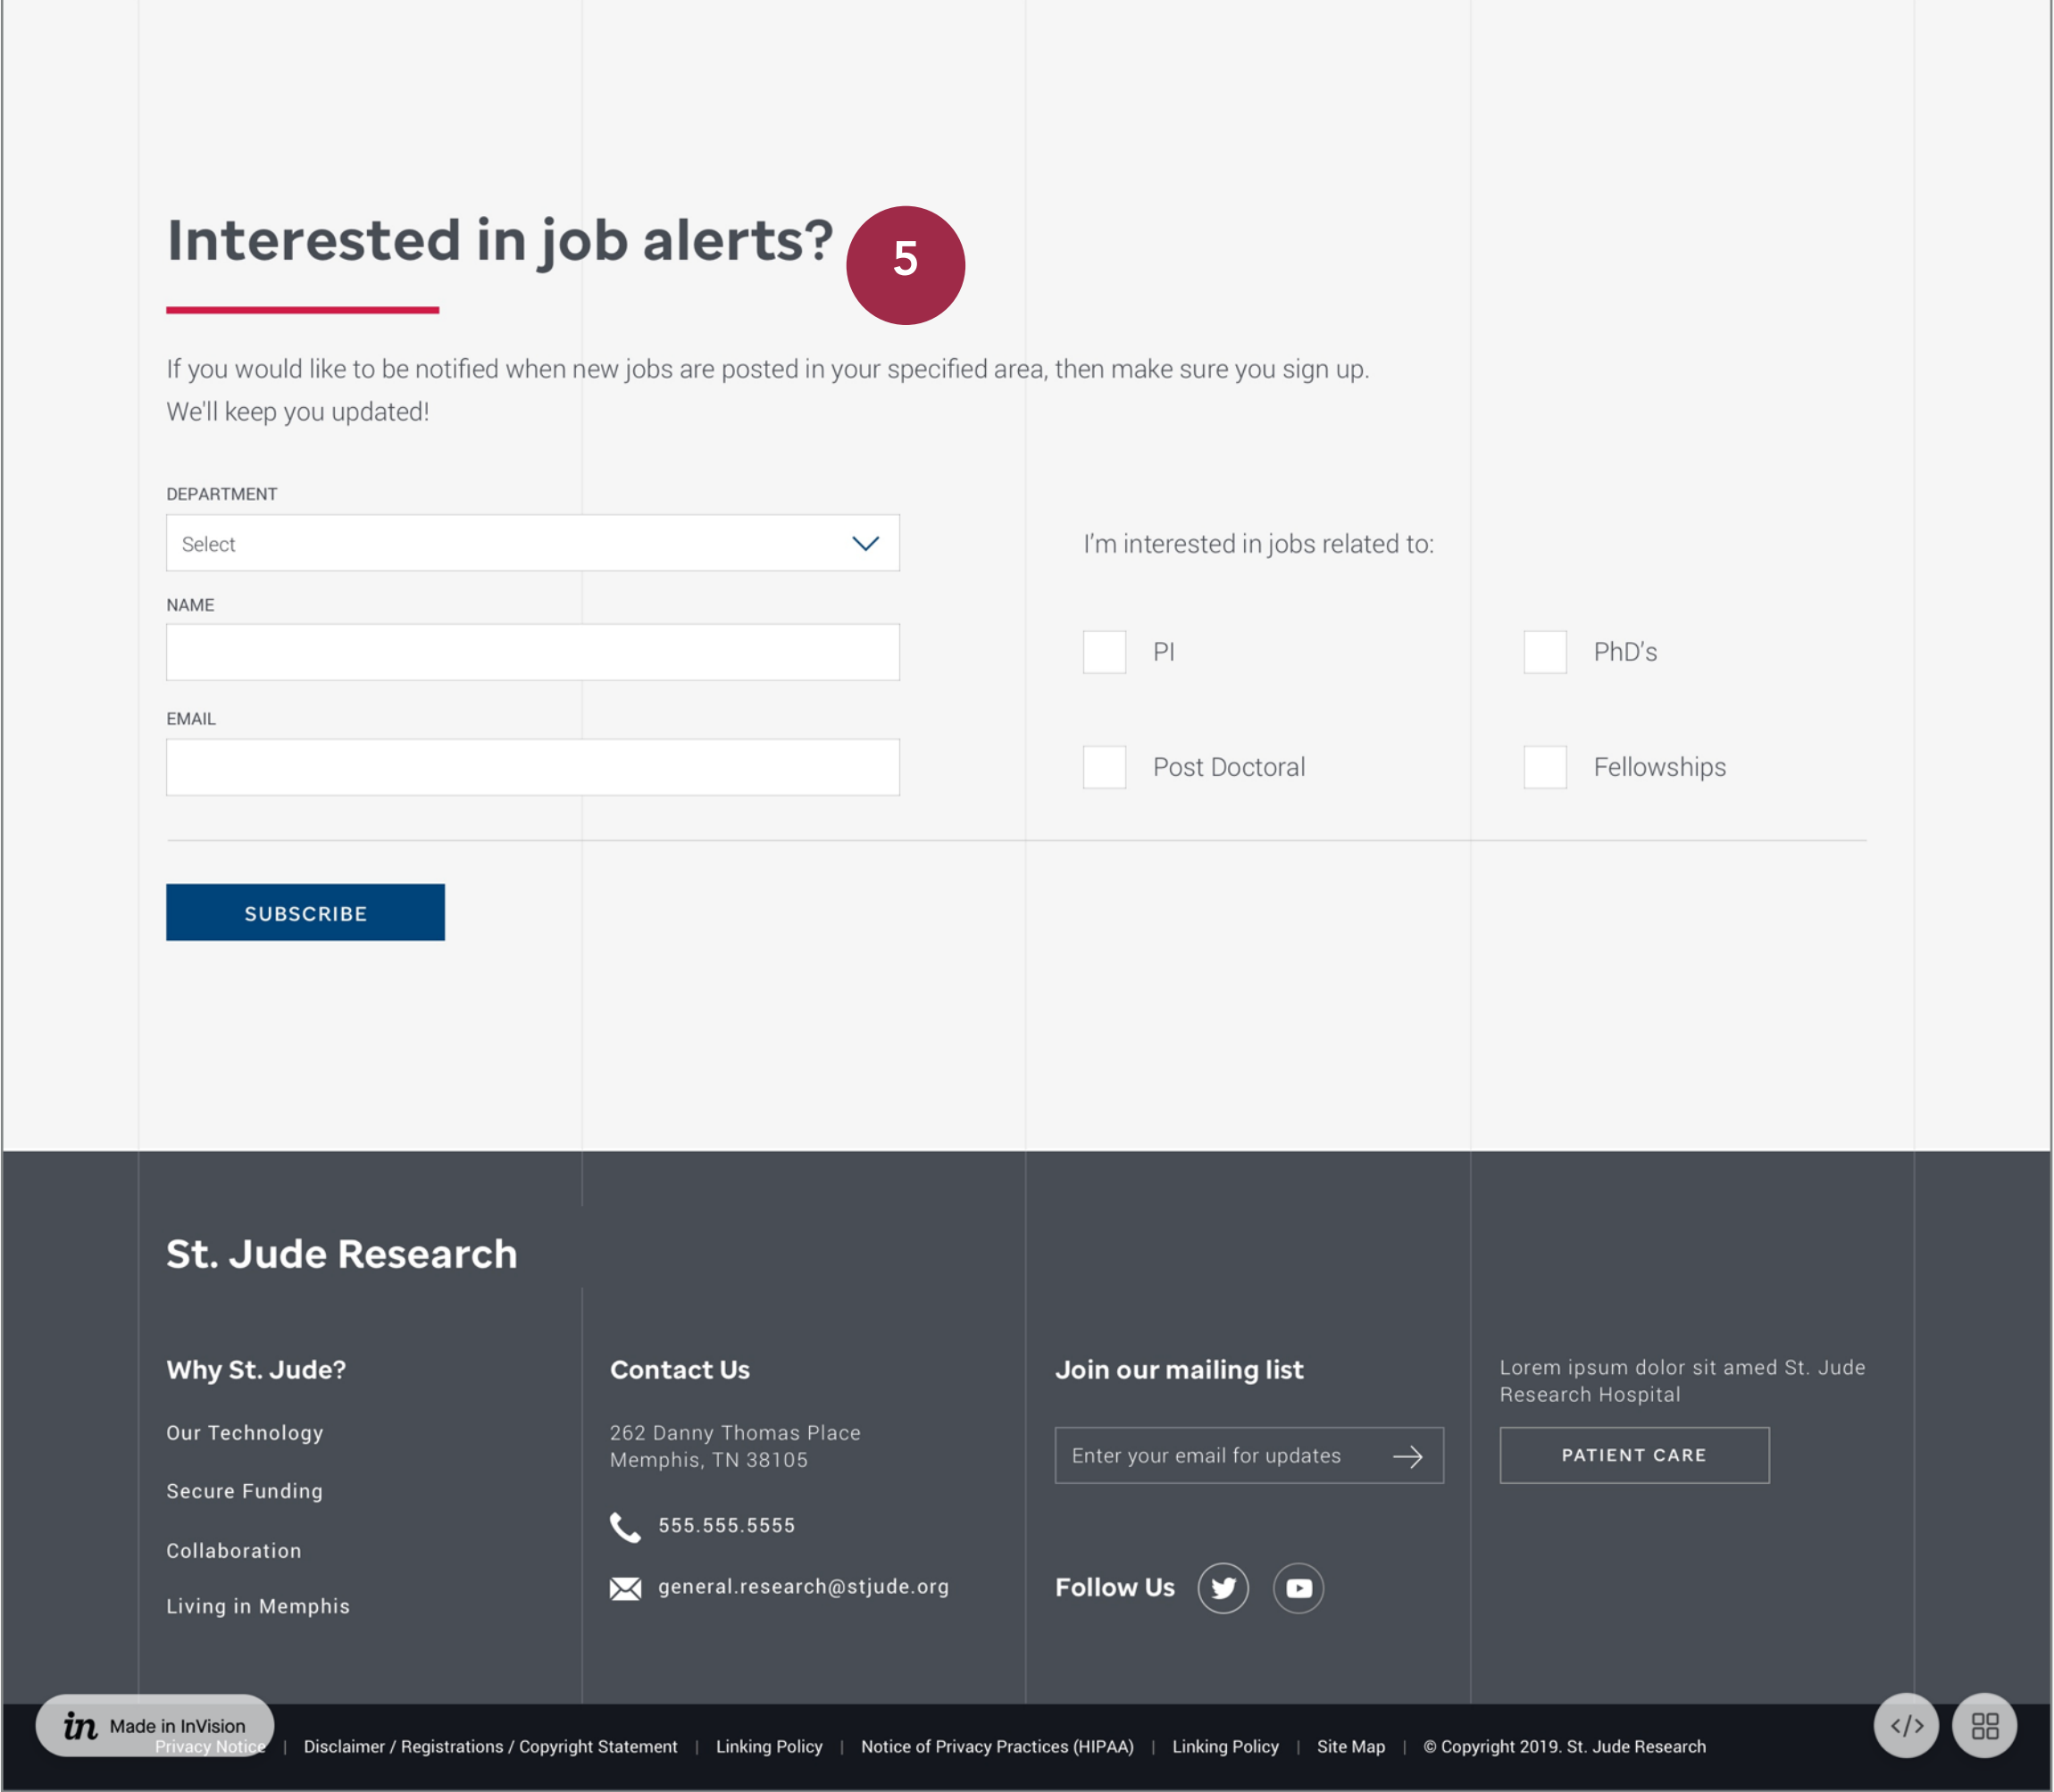 Interested in job alerts?
5
If you would like to be notified when new jobs are posted in your specified area, then make sure you sign up.
We'll keep you updated!
DEPARTMENT
Select
NAME
EMAIL
I'm interested in jobs related to:
PI
PhD's
Post Doctoral
Fellowships
SUBSCRIBE
St. Jude Research
Why St. Jude?
Our Technology
Secure Funding
Collaboration
Living in Memphis
Contact Us
262 Danny Thomas Place
Memphis, TN 38105
555.555.5555
general.research@stjude.org
Join our mailing list
Enter your email for updates
Follow Us
Lorem ipsum dolor sit amed St. Jude
Research Hospital
PATIENT CARE
in Made in InVision
Privacy Notice | Disclaimer / Registrations / Copyright Statement | Linking Policy | Notice of Privacy Practices (HIPAA) | Linking Policy | Site Map | © Copyright 2019. St. Jude Research
</>